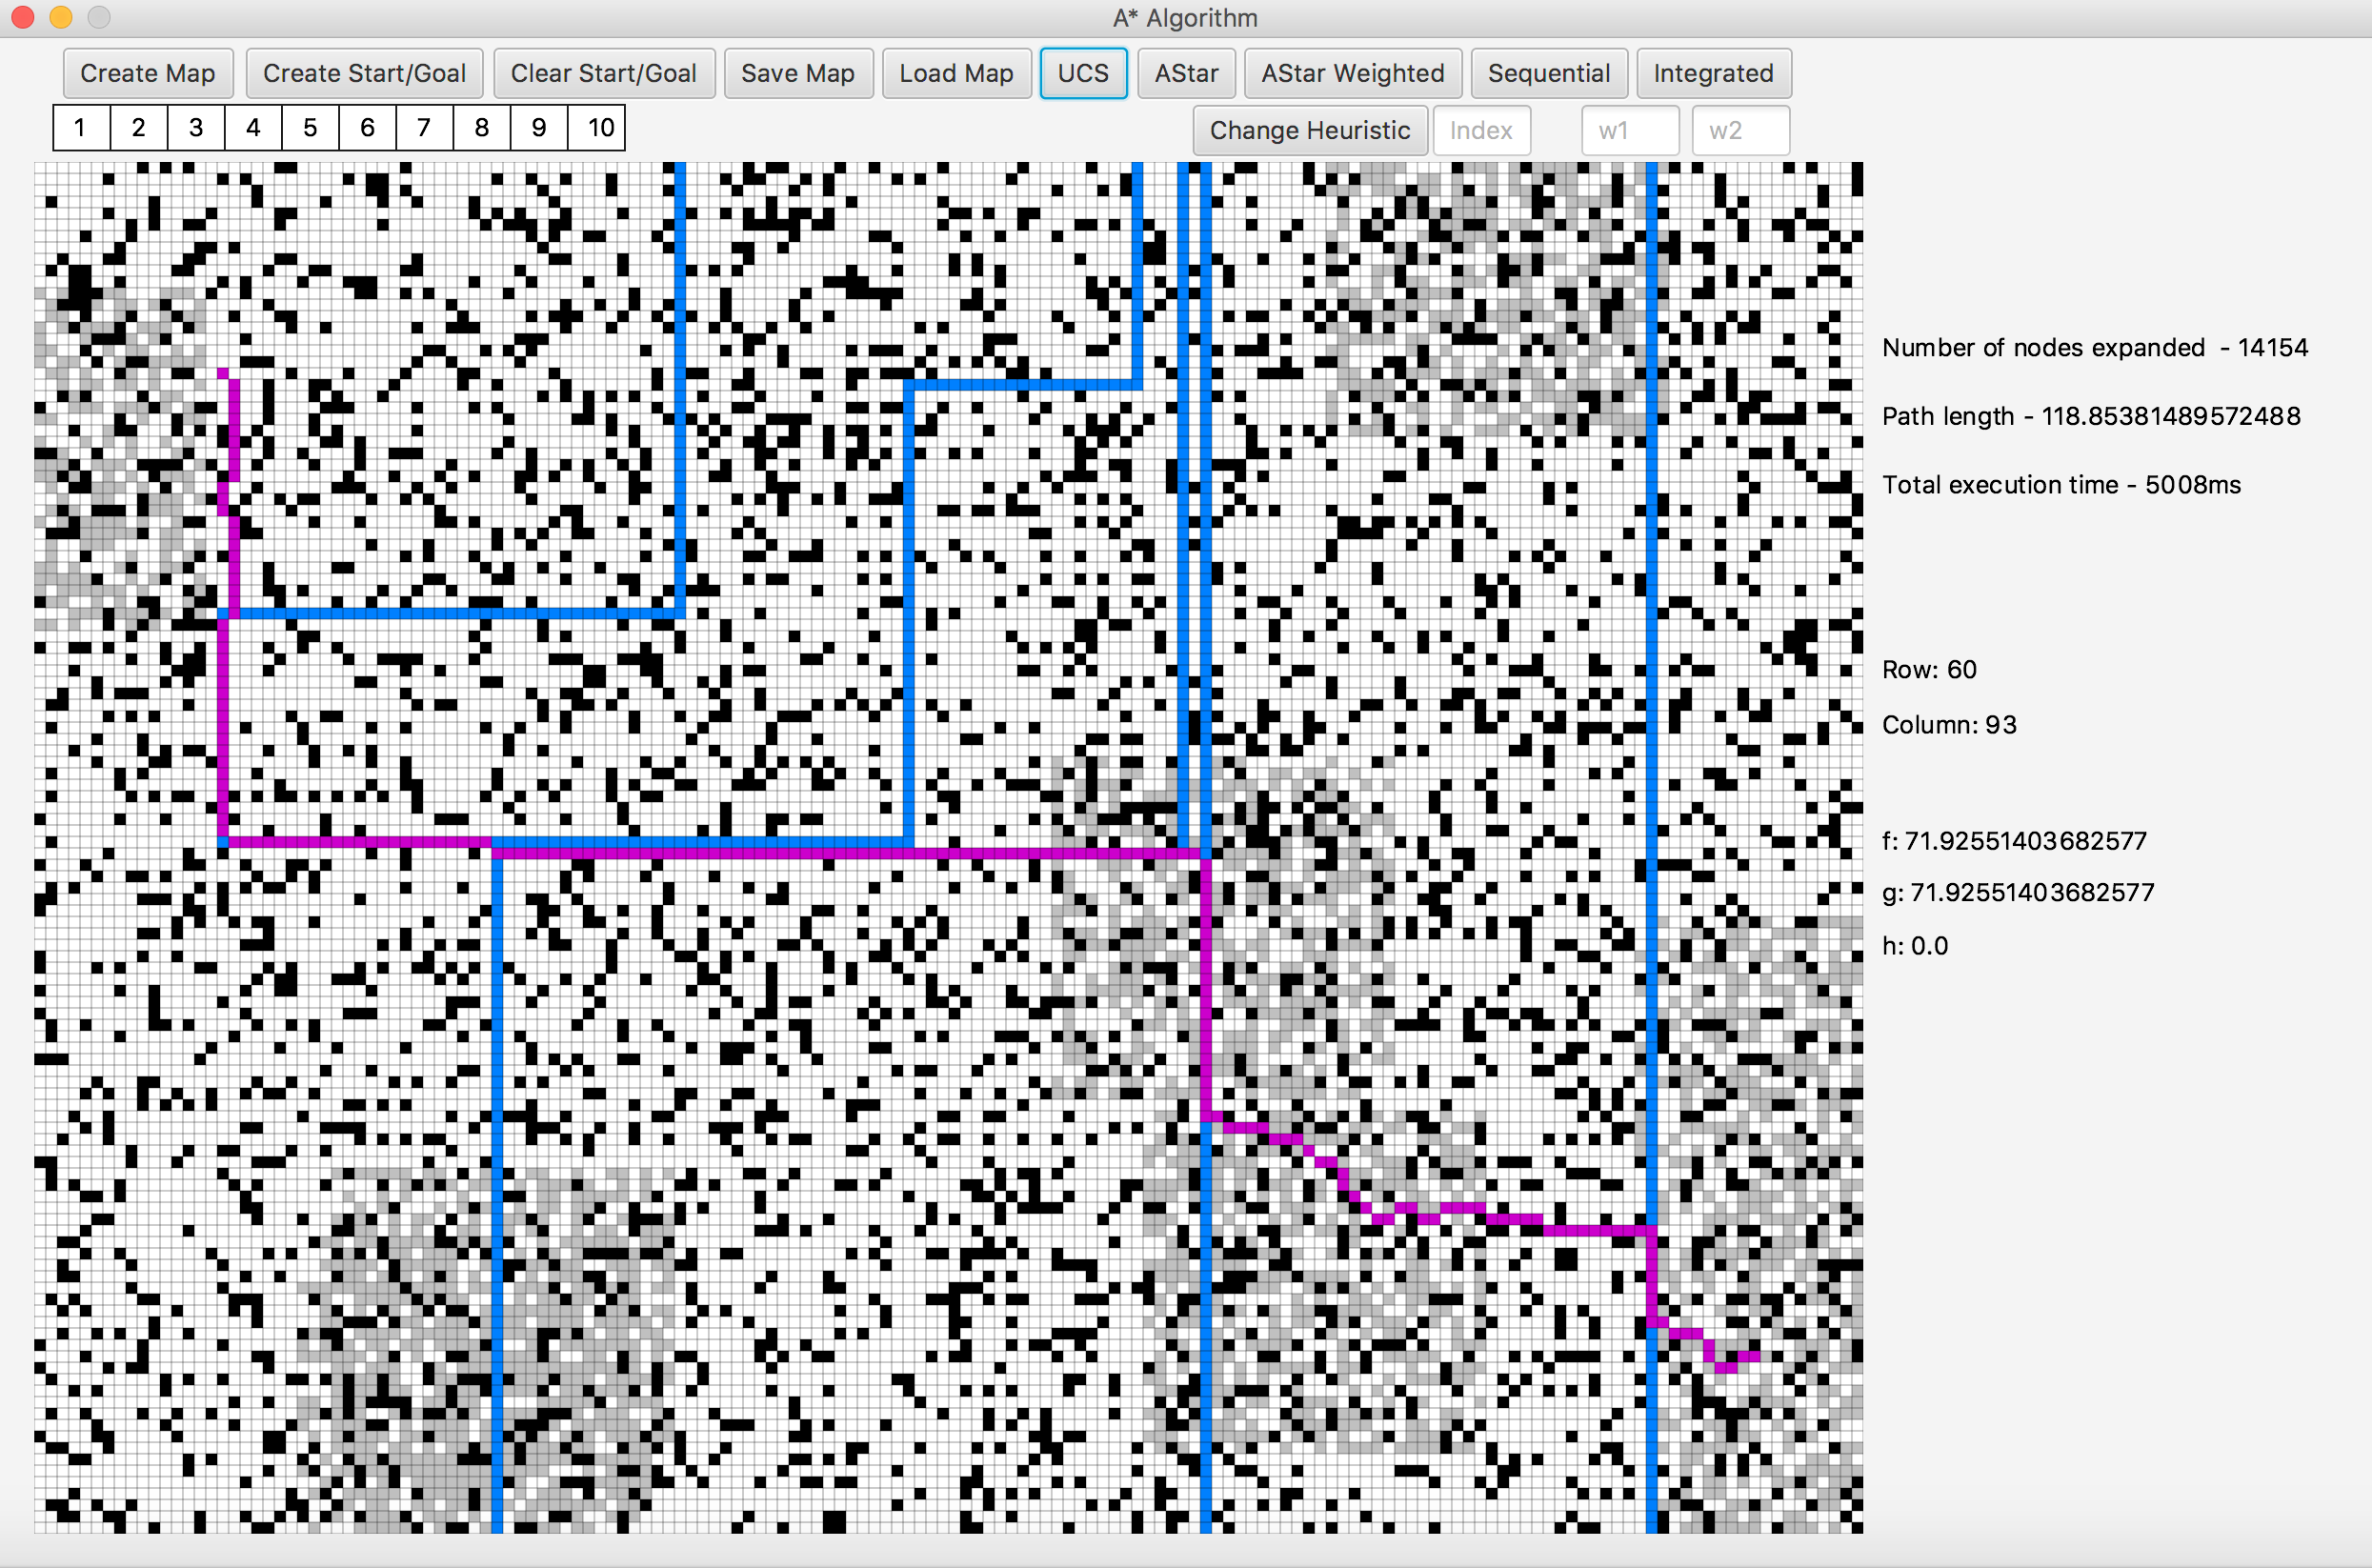 A* Algorithm
Create Map Create Start/Goal Clear Start/Goal Save Map Load Map UCS AStar AStar Weighted Sequential Integrated
1 2 3 4 5 6 7 8 9 10 Change Heuristic Index w1 w2
Number of nodes expanded - 14154
Path length - 118.85381489572488
Total execution time - 5008ms
Row: 60
Column: 93
f: 71.92551403682577
g: 71.92551403682577
h: 0.0